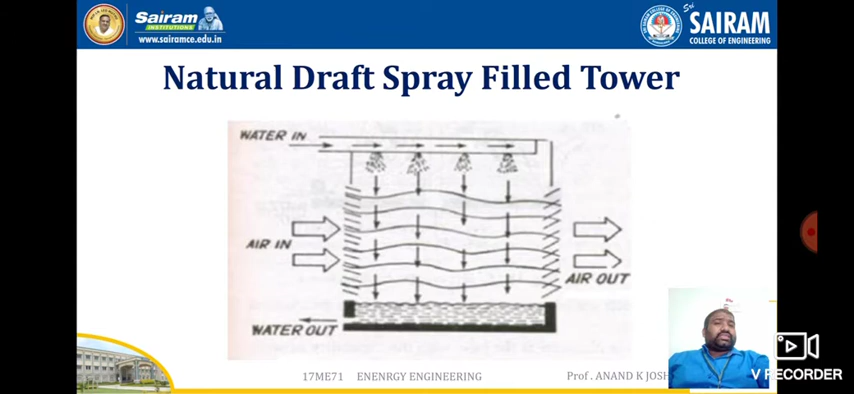 Sairam
INSTITUTIONS
www.sairamce.edu.in
Sri
SAIRAM
COLLEGE OF ENGINEERING
Natural Draft Spray Filled Tower
WATER IN
AIR IN
AIR OUT
WATER OUT
17ME71 ENENRGY ENGINEERING
Prof . ANAND K JOSH
V RECORDER